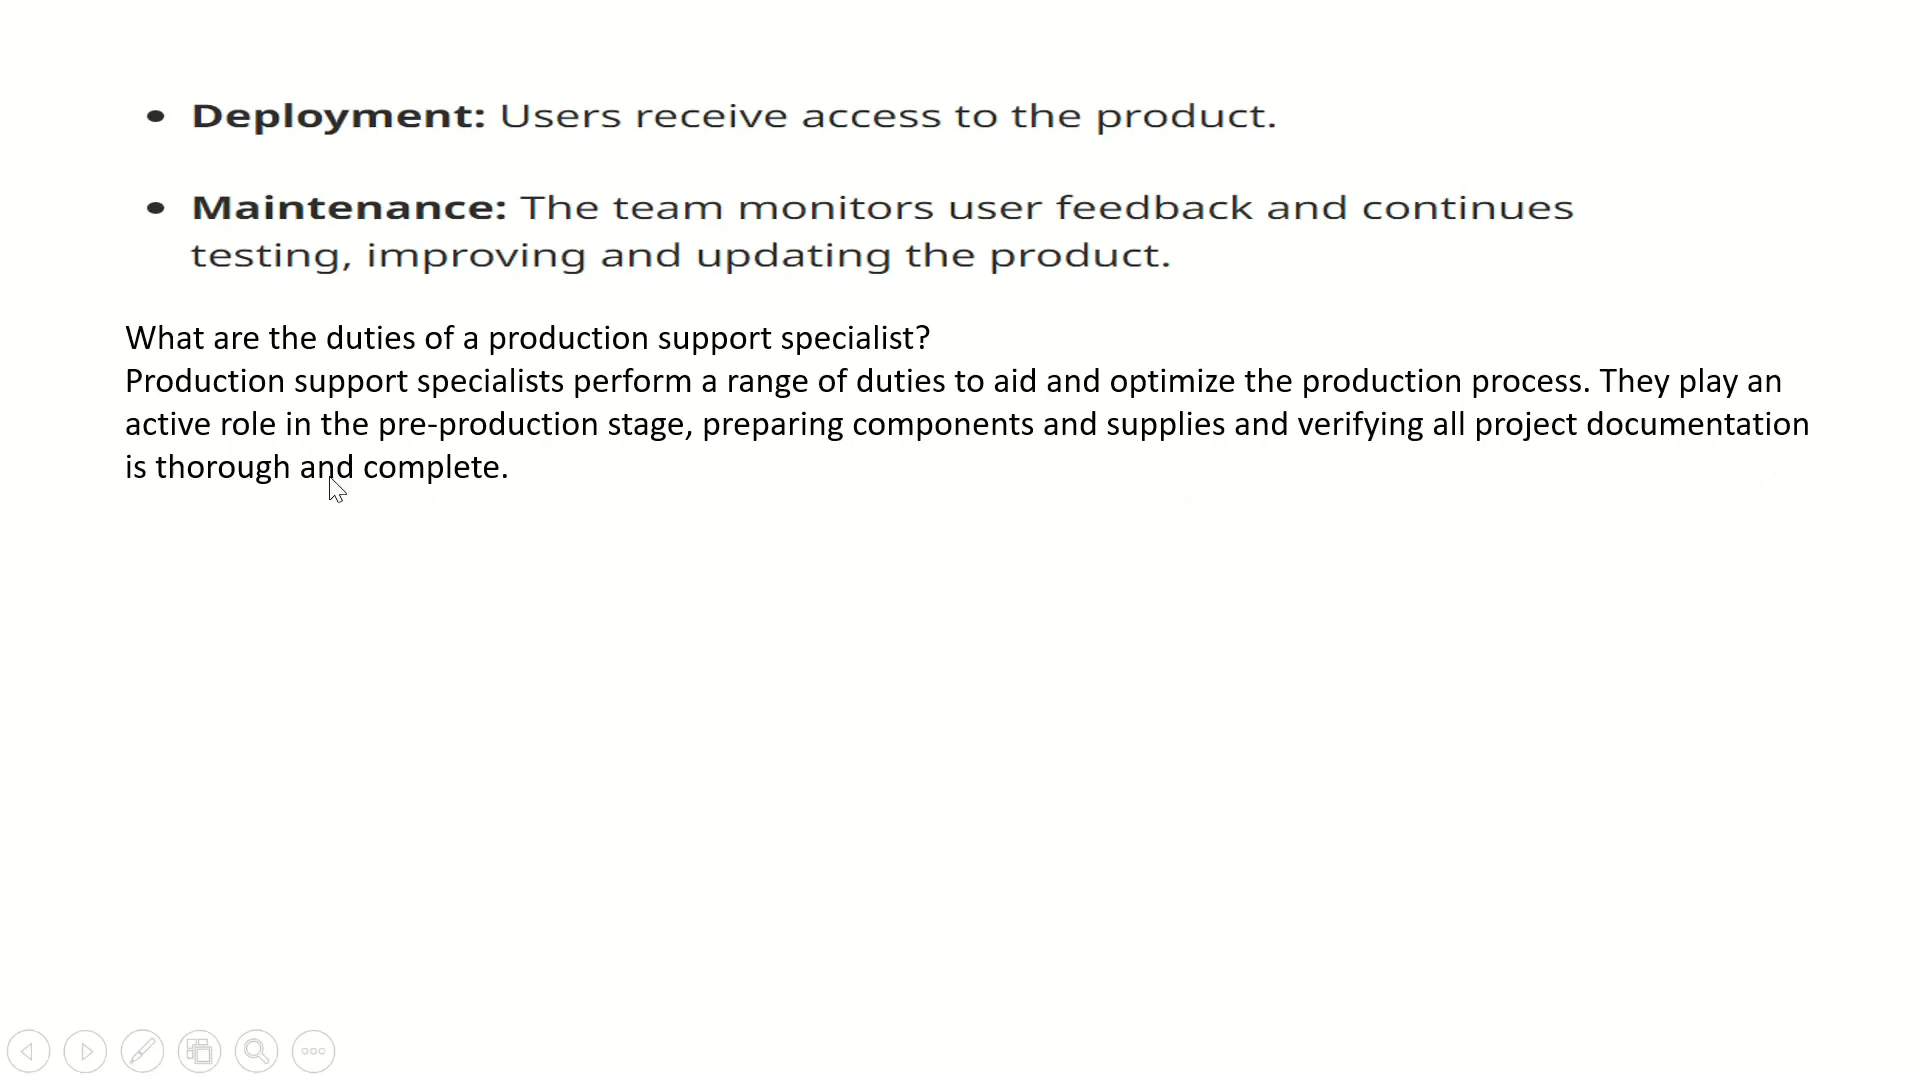 • Deployment: Users receive access to the product.
• Maintenance: The team monitors user feedback and continues
testing, improving and updating the product.
What are the duties of a production support specialist?
Production support specialists perform a range of duties to aid and optimize the production process. They play an
active role in the pre-production stage, preparing components and supplies and verifying all project documentation
is thorough and complete.